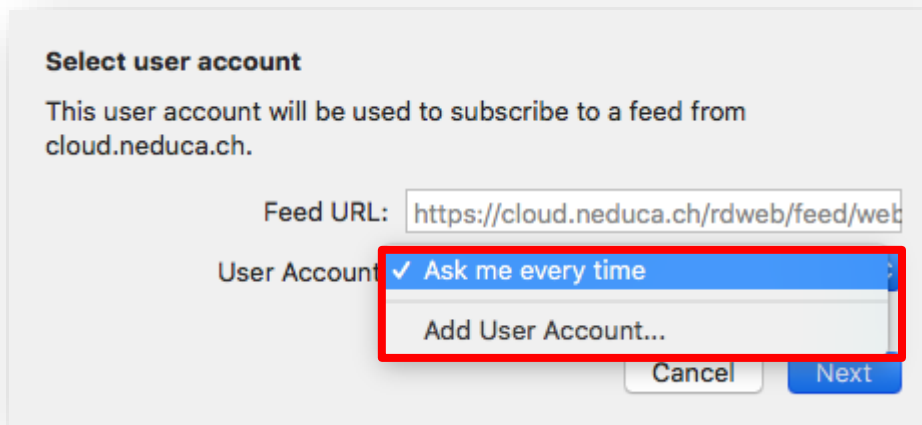 Select user account
This user account will be used to subscribe to a feed from
cloud.neduca.ch.
Feed URL: https://cloud.neduca.ch/rdweb/feed/web
User Account ✓ Ask me every time
Add User Account...
Cancel Next